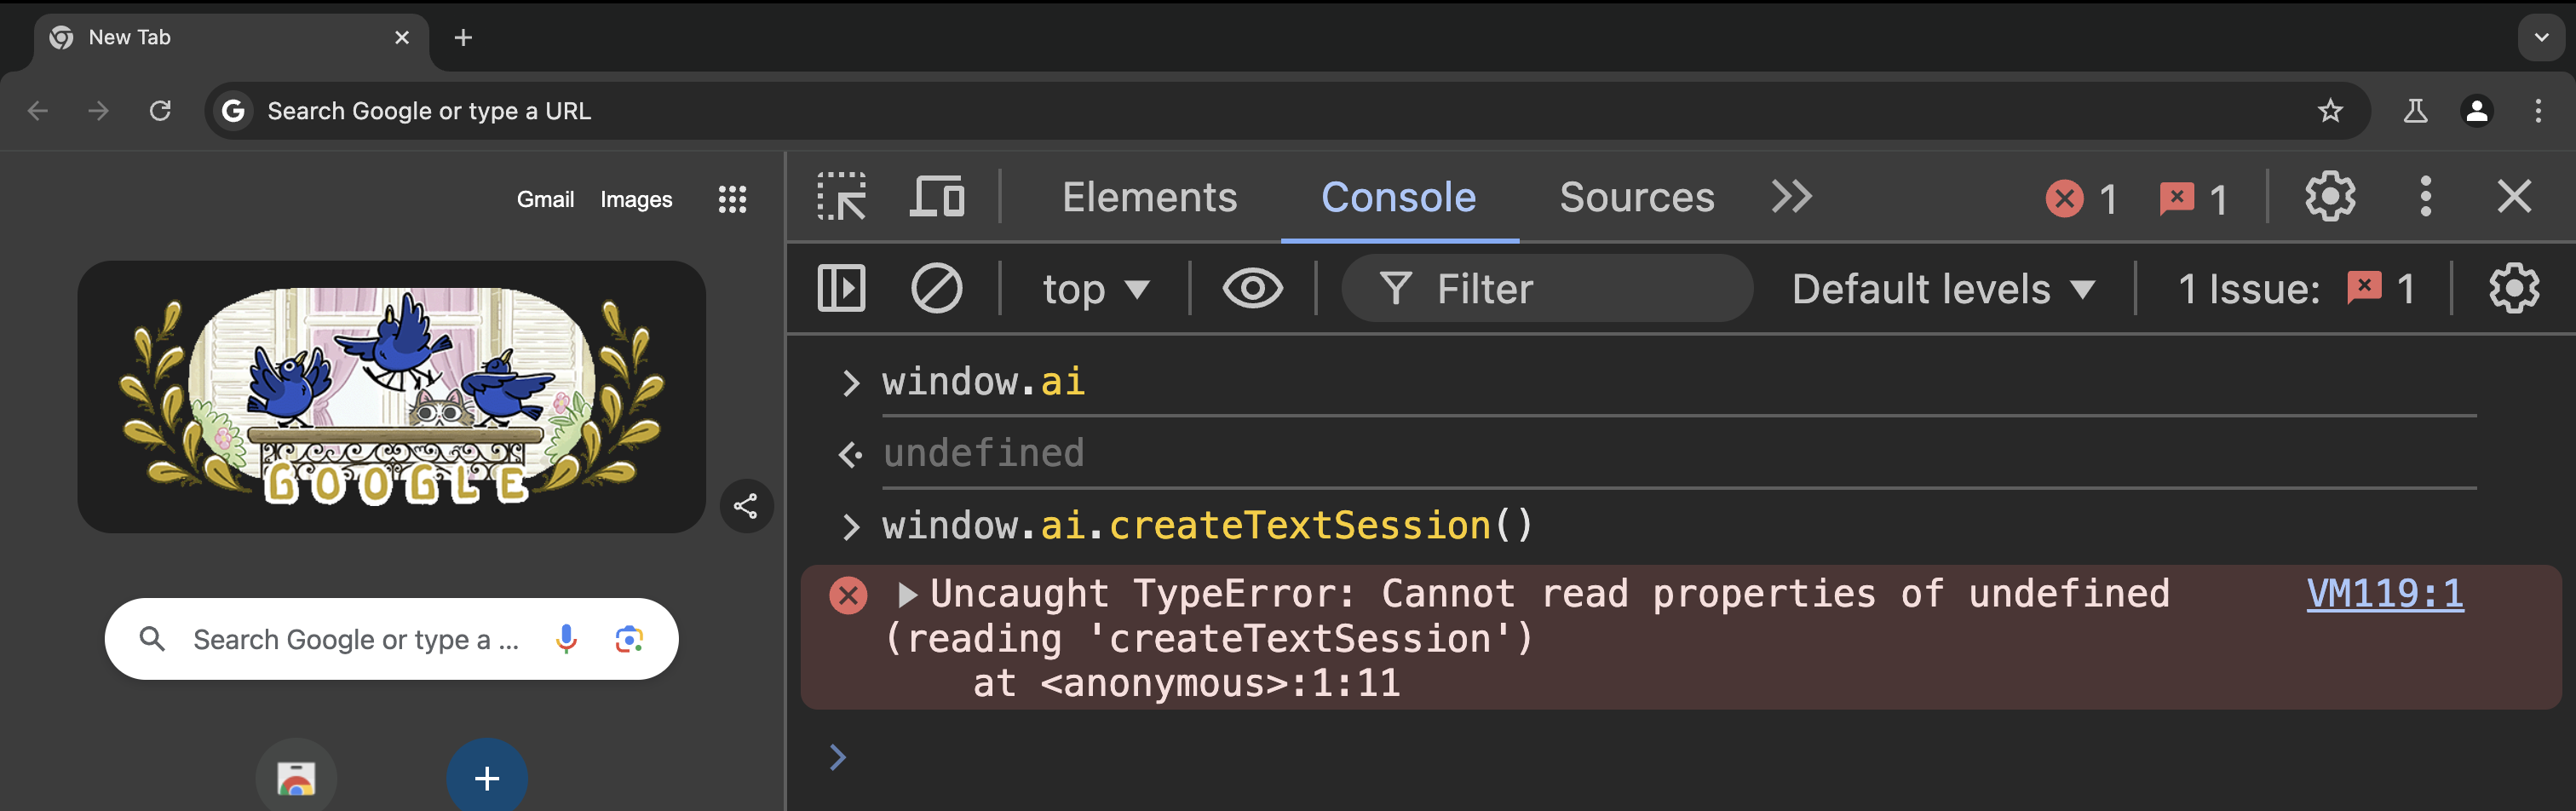 New Tab
Search Google or type a URL
Gmail Images
GOOGLE
Search Google or type a ...
Elements Console Sources 1 1
top Filter Default levels 1 Issue: 1
window.ai
undefined
window.ai.createTextSession()
Uncaught TypeError: Cannot read properties of undefined VM119:1
(reading 'createTextSession')
at <anonymous>:1:11